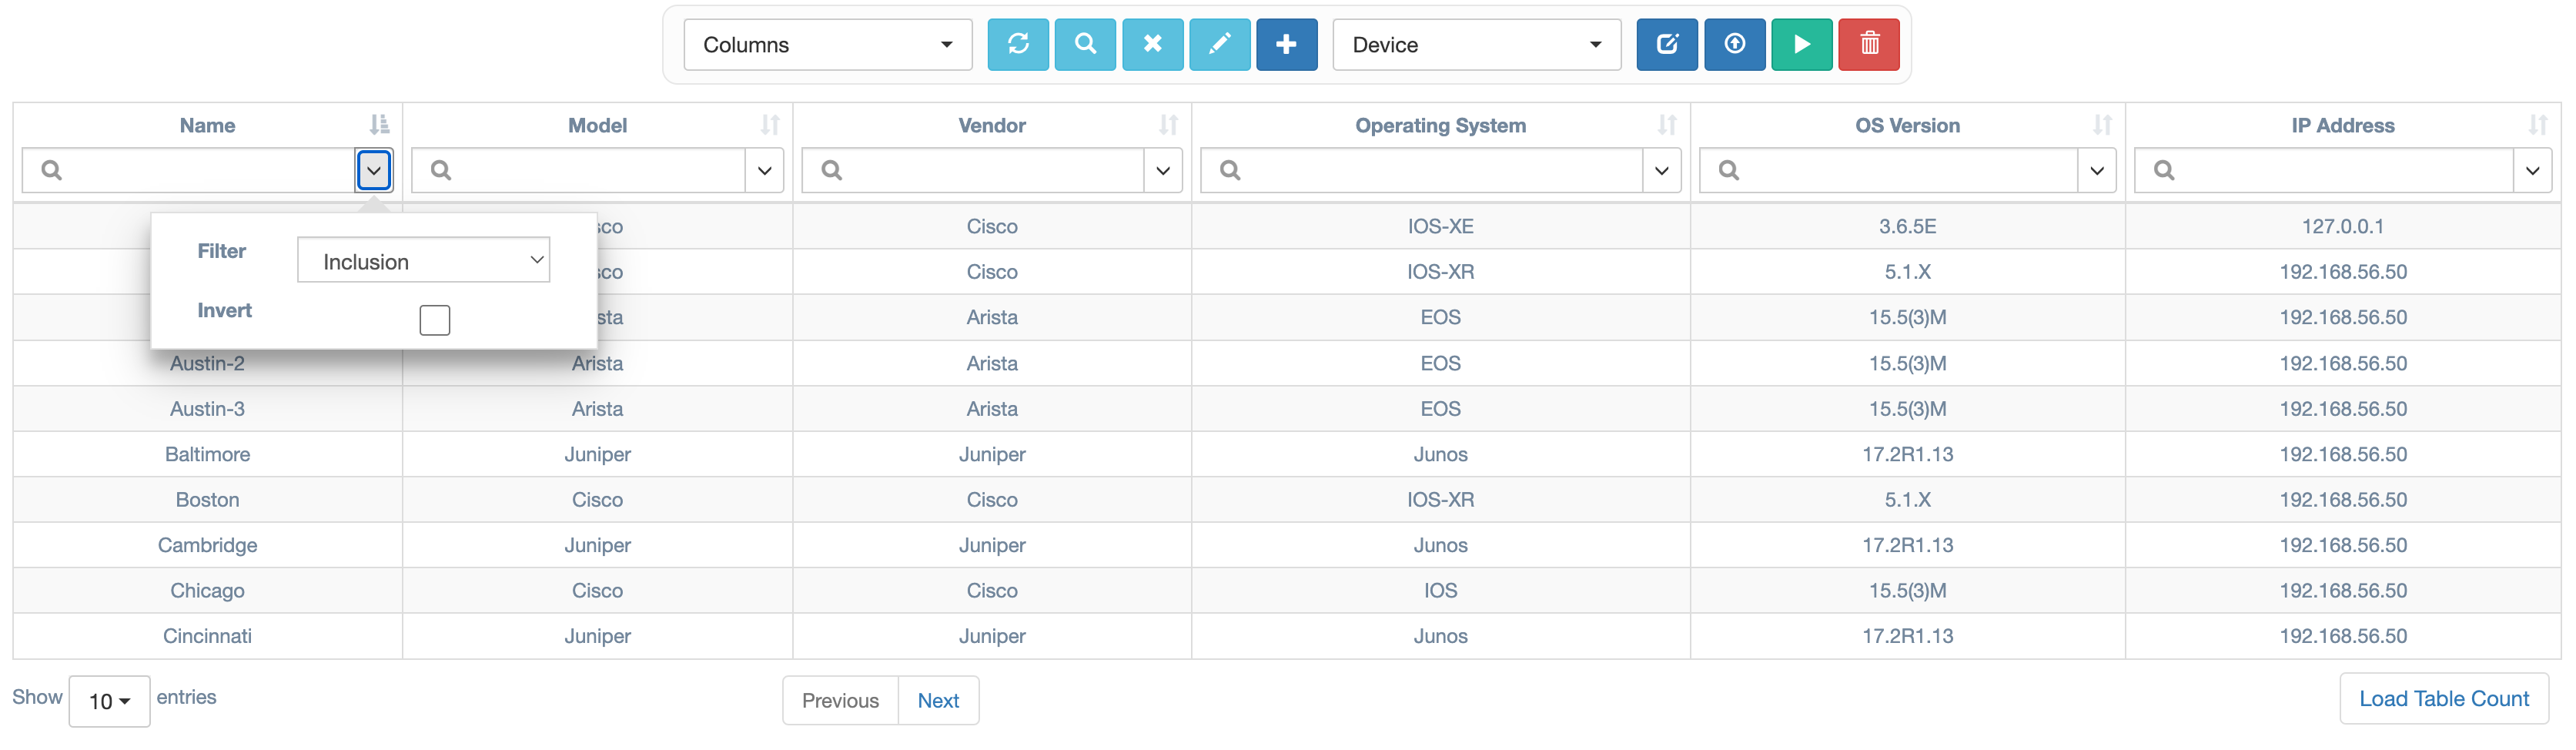 Columns Device
Name Model Vendor Operating System OS Version IP Address
Cisco IOS-XE 3.6.5E 127.0.0.1
Filter Inclusion
Cisco IOS-XR 5.1.X 192.168.56.50
Invert
Arista EOS 15.5(3)M 192.168.56.50
Austin-2 Arista Arista EOS 15.5(3)M 192.168.56.50
Austin-3 Arista Arista EOS 15.5(3)M 192.168.56.50
Baltimore Juniper Juniper Junos 17.2R1.13 192.168.56.50
Boston Cisco Cisco IOS-XR 5.1.X 192.168.56.50
Cambridge Juniper Juniper Junos 17.2R1.13 192.168.56.50
Chicago Cisco Cisco IOS 15.5(3)M 192.168.56.50
Cincinnati Juniper Juniper Junos 17.2R1.13 192.168.56.50
Show 10 entries Previous Next Load Table Count